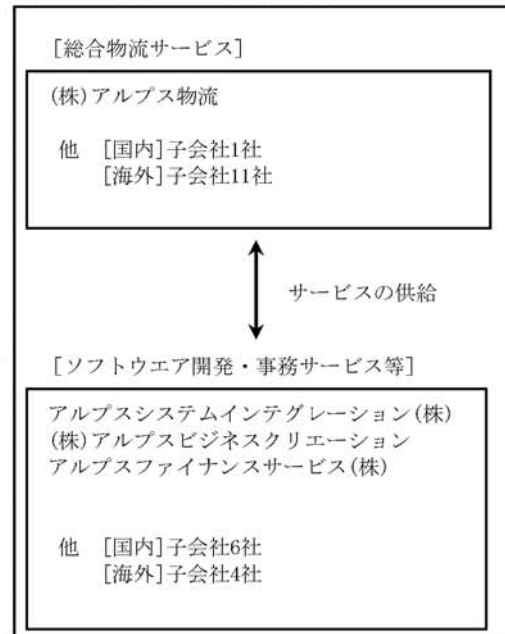 [総合物流サービス]
(株)アルプス物流
他 [国内]子会社1社
[海外]子会社11社
サービスの供給
[ソフトウエア開発・事務サービス等]
アルプスシステムインテグレーション(株)
(株)アルプスビジネスクリエーション
アルプスファイナンスサービス(株)
他 [国内]子会社6社
[海外]子会社4社